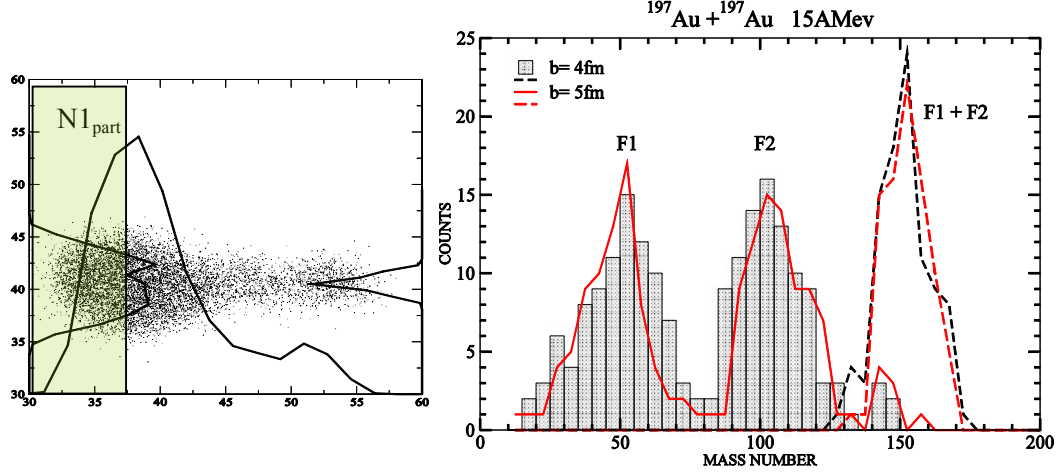 ¹⁹⁷Au + ¹⁹⁷Au 15AMev
60
55
50
45
40
35
30
N1part
30 35 40 45 50 55 60
25
20
15
10
5
0
COUNTS
b= 4fm
b= 5fm
F1 F2 F1 + F2
0 50 100 150 200
MASS NUMBER